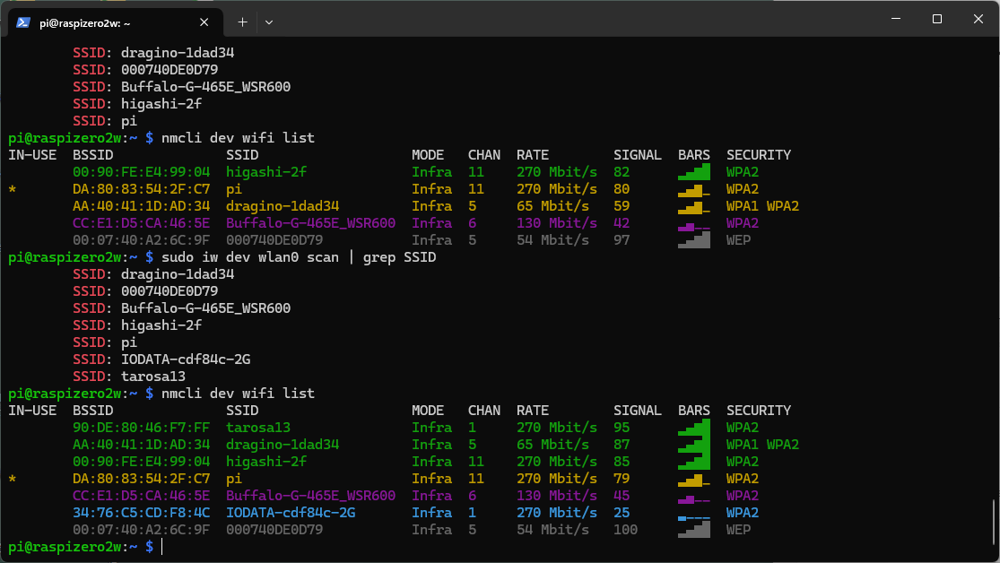 pi@raspizero2w: ~
SSID: dragino-1dad34
SSID: 000740DE0D79
SSID: Buffalo-G-465E_WSR600
SSID: higashi-2f
SSID: pi
pi@raspizero2w:~ $ nmcli dev wifi list
IN-USE  BSSID              SSID                   MODE   CHAN  RATE        SIGNAL  BARS  SECURITY
00:90:FE:E4:99:04  higashi-2f             Infra  11    270 Mbit/s  82      ▂▄▆█  WPA2
*       DA:80:83:54:2F:C7  pi                     Infra  11    270 Mbit/s  80      ▂▄▆_  WPA2
AA:40:41:1D:AD:34  dragino-1dad34         Infra  5     65 Mbit/s   59      ▂▄▆_  WPA1 WPA2
CC:E1:D5:CA:46:5E  Buffalo-G-465E_WSR600  Infra  6     130 Mbit/s  42      ▂▄__  WPA2
00:07:40:A2:6C:9F  000740DE0D79           Infra  5     54 Mbit/s   97      ▂▄▆█  WEP
pi@raspizero2w:~ $ sudo iw dev wlan0 scan | grep SSID
SSID: dragino-1dad34
SSID: 000740DE0D79
SSID: Buffalo-G-465E_WSR600
SSID: higashi-2f
SSID: pi
SSID: IODATA-cdf84c-2G
SSID: tarosa13
pi@raspizero2w:~ $ nmcli dev wifi list
IN-USE  BSSID              SSID                   MODE   CHAN  RATE        SIGNAL  BARS  SECURITY
90:DE:80:46:F7:FF  tarosa13               Infra  1     270 Mbit/s  95      ▂▄▆█  WPA2
AA:40:41:1D:AD:34  dragino-1dad34         Infra  5     65 Mbit/s   87      ▂▄▆█  WPA1 WPA2
00:90:FE:E4:99:04  higashi-2f             Infra  11    270 Mbit/s  85      ▂▄▆█  WPA2
*       DA:80:83:54:2F:C7  pi                     Infra  11    270 Mbit/s  79      ▂▄▆_  WPA2
CC:E1:D5:CA:46:5E  Buffalo-G-465E_WSR600  Infra  6     130 Mbit/s  45      ▂▄__  WPA2
34:76:C5:CD:F8:4C  IODATA-cdf84c-2G       Infra  1     270 Mbit/s  25      ▂___  WPA2
00:07:40:A2:6C:9F  000740DE0D79           Infra  5     54 Mbit/s   100     ▂▄▆█  WEP
pi@raspizero2w:~ $